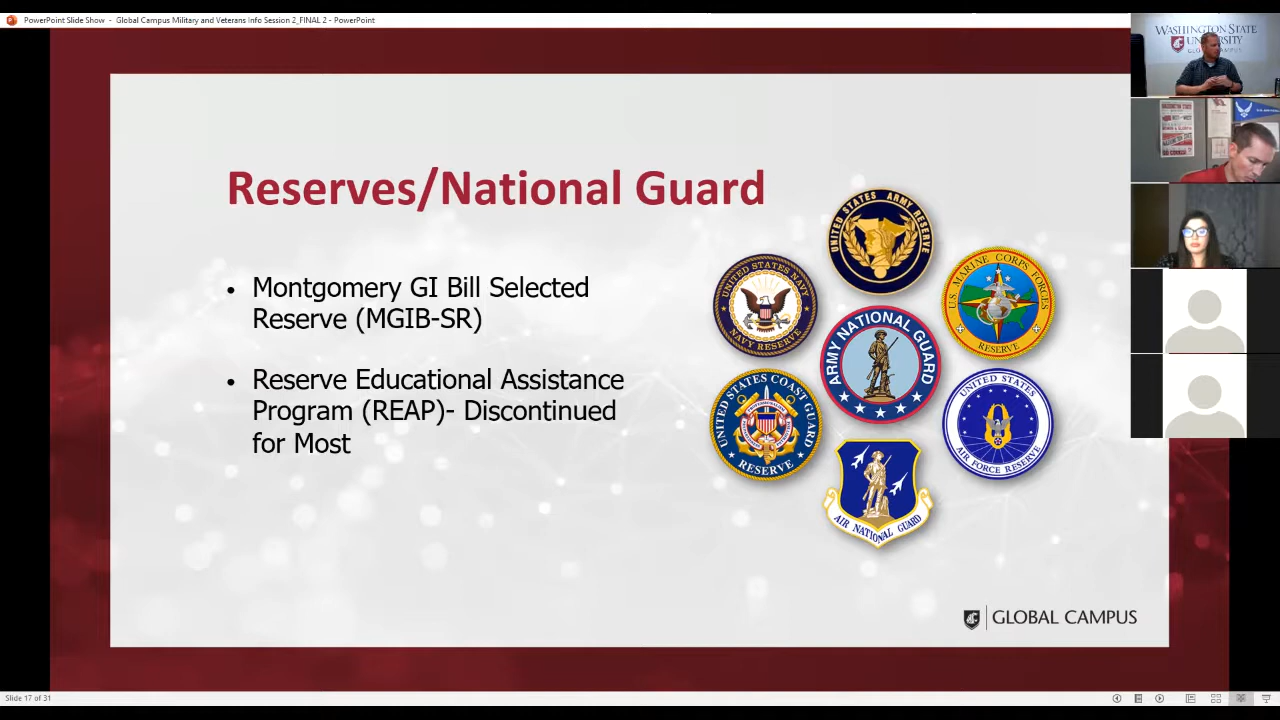 PowerPoint Slide Show - Global Campus Military and Veterans Info Session 2_FINAL 2 - PowerPoint
WASHINGTON STATE
UNIVERSITY
Reserves/National Guard
• Montgomery GI Bill Selected
Reserve (MGIB-SR)
• Reserve Educational Assistance
Program (REAP)- Discontinued
for Most
UNITED STATES ARMY RESERVE
UNITED STATES NAVY
NAVY RESERVE
U.S. MARINE CORPS FORCES
RESERVE
ARMY NATIONAL GUARD
UNITED STATES COAST GUARD
RESERVE
UNITED STATES
AIR FORCE RESERVE
AIR NATIONAL GUARD
GLOBAL CAMPUS
Slide 17 of 31